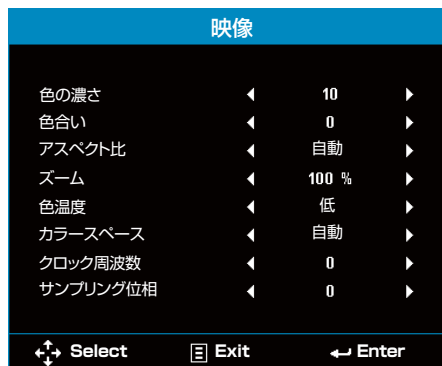 映像
色の濃さ 10
色合い 0
アスペクト比 自動
ズーム 100 %
色温度 低
カラースペース 自動
クロック周波数 0
サンプリング位相 0
Select Exit Enter